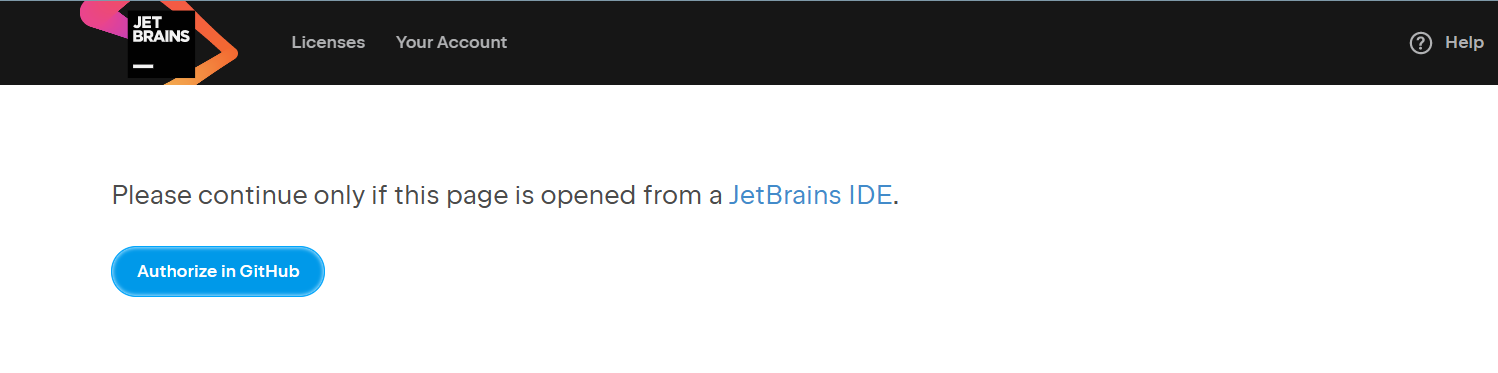 JET
BRAINS
Licenses
Your Account
Help
Please continue only if this page is opened from a JetBrains IDE.
Authorize in GitHub